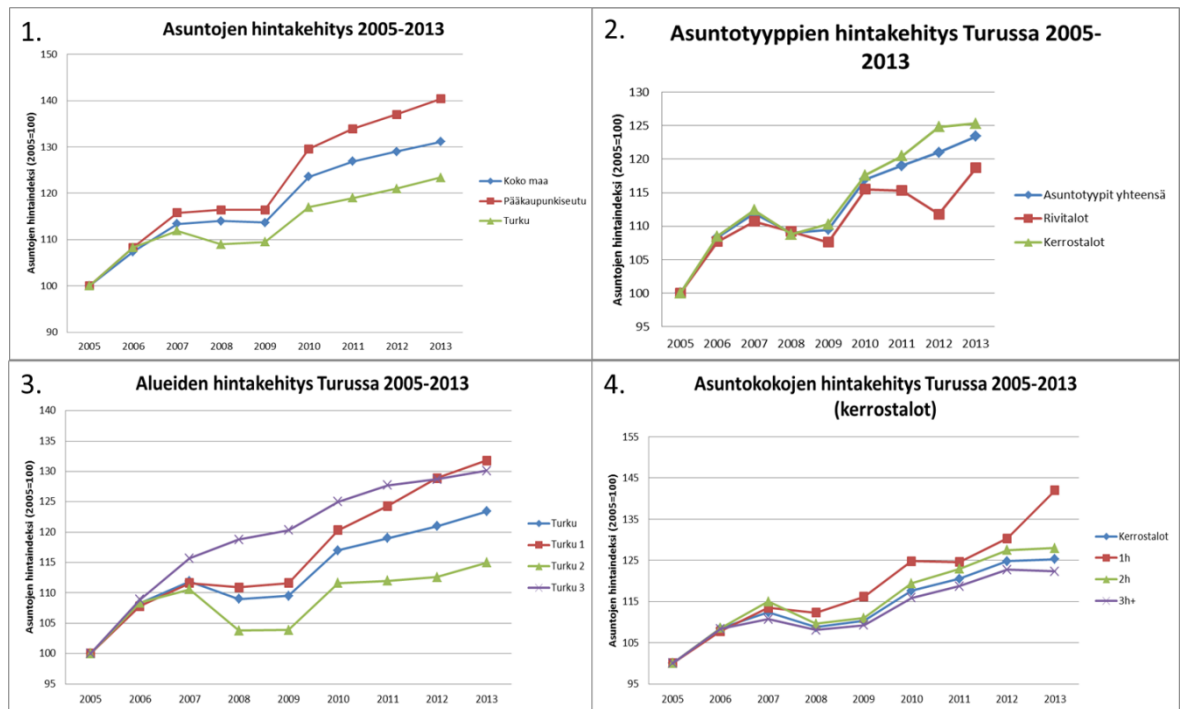 1.
Asuntojen hintakehitys 2005-2013
Asuntojen hintaindeksi (2005=100)
150
140
130
120
110
100
90
2005 2006 2007 2008 2009 2010 2011 2012 2013
Koko maa
Pääkaupunkiseutu
Turku
2.
Asuntotyyppien hintakehitys Turussa 2005-
2013
Asuntojen hintaindeksi (2005=100)
130
125
120
115
110
105
100
95
2005 2006 2007 2008 2009 2010 2011 2012 2013
Asuntotyypit yhteensä
Rivitalot
Kerrostalot
3.
Alueiden hintakehitys Turussa 2005-2013
Asuntojen hintaindeksi (2005=100)
140
135
130
125
120
115
110
105
100
95
2005 2006 2007 2008 2009 2010 2011 2012 2013
Turku
Turku 1
Turku 2
Turku 3
4.
Asuntokokojen hintakehitys Turussa 2005-2013
(kerrostalot)
Asuntojen hintaindeksi (2005=100)
155
145
135
125
115
105
95
2005 2006 2007 2008 2009 2010 2011 2012 2013
Kerrostalot
1h
2h
3h+